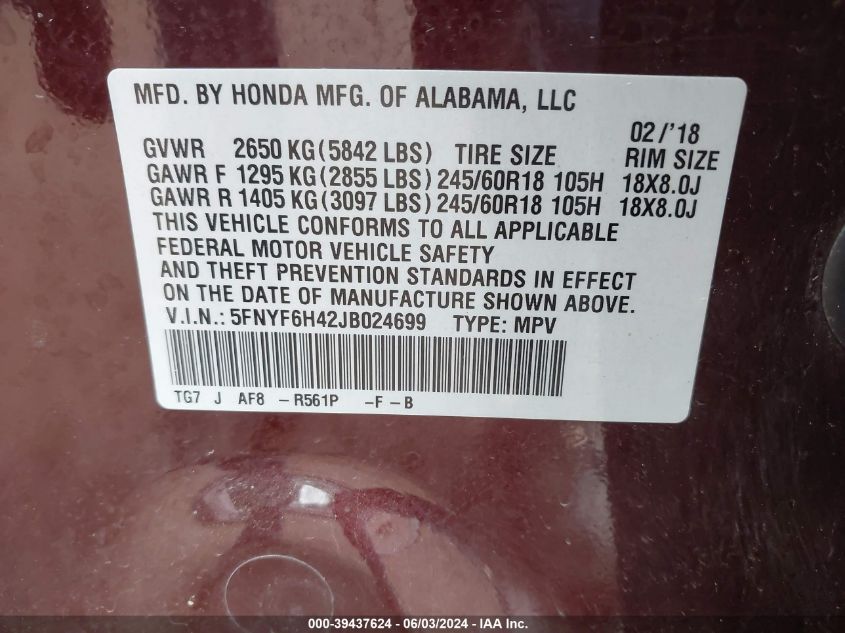 MFD. BY HONDA MFG. OF ALABAMA, LLC
02/'18
GVWR 2650 KG (5842 LBS) TIRE SIZE RIM SIZE
GAWR F 1295 KG (2855 LBS) 245/60R18 105H 18X8.0J
GAWR R 1405 KG (3097 LBS) 245/60R18 105H 18X8.0J
THIS VEHICLE CONFORMS TO ALL APPLICABLE
FEDERAL MOTOR VEHICLE SAFETY
AND THEFT PREVENTION STANDARDS IN EFFECT
ON THE DATE OF MANUFACTURE SHOWN ABOVE.
V.I.N.: 5FNYF6H42JB024699 TYPE: MPV
TG7 J AF8 - R561P -F-B
000-39437624 - 06/03/2024 - IAA Inc.